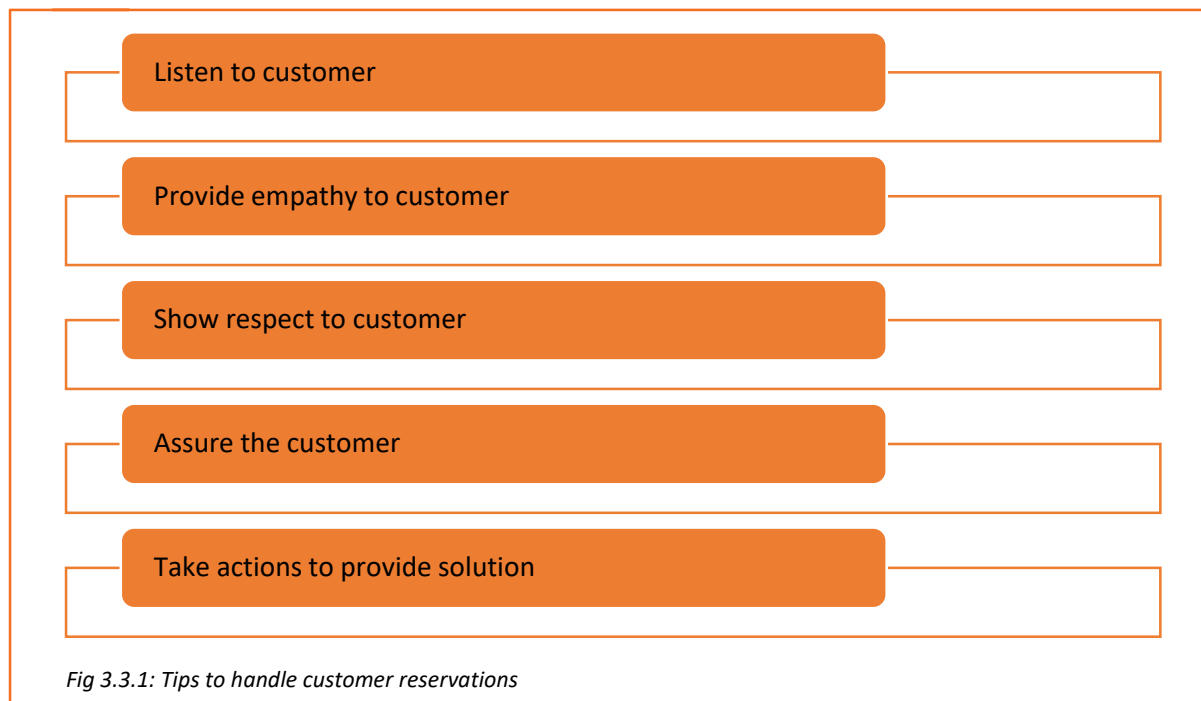 Listen to customer
Provide empathy to customer
Show respect to customer
Assure the customer
Take actions to provide solution
Fig 3.3.1: Tips to handle customer reservations